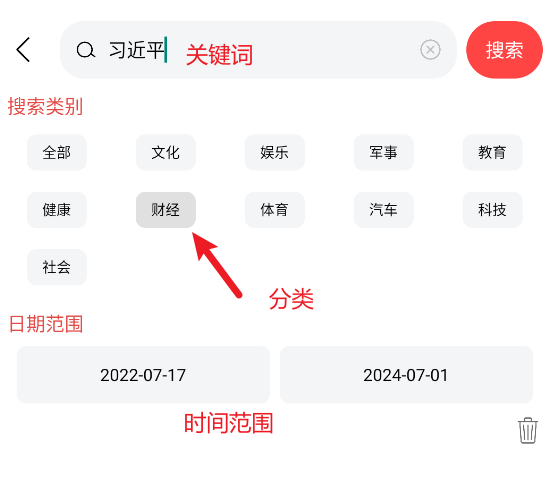 习近平 关键词 搜索
搜索类别
全部 文化 娱乐 军事 教育
健康 财经 体育 汽车 科技
社会
分类
日期范围
2022-07-17 2024-07-01
时间范围